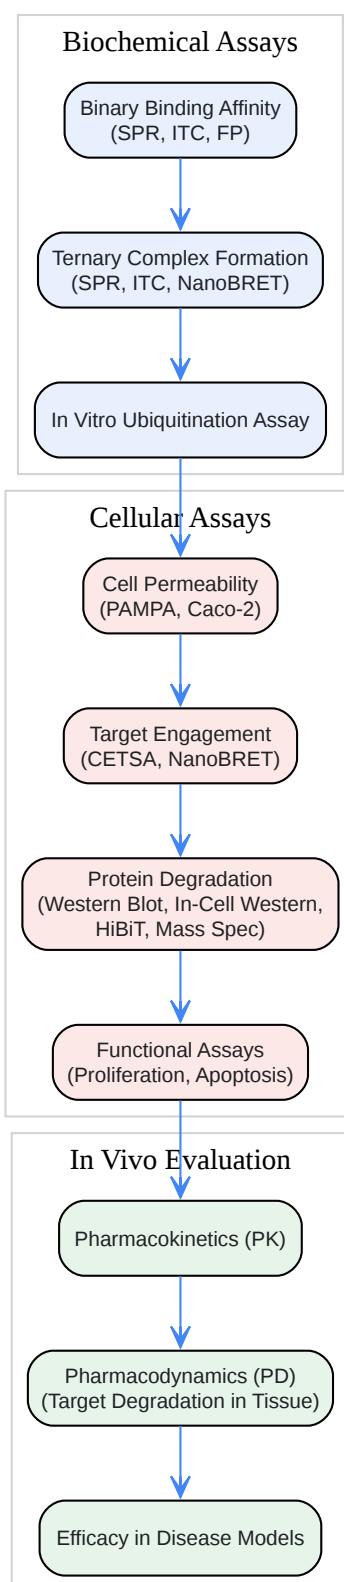 Biochemical Assays
Binary Binding Affinity
(SPR, ITC, FP)
Ternary Complex Formation
(SPR, ITC, NanoBRET)
In Vitro Ubiquitination Assay
Cellular Assays
Cell Permeability
(PAMPA, Caco-2)
Target Engagement
(CETSA, NanoBRET)
Protein Degradation
(Western Blot, In-Cell Western,
HiBiT, Mass Spec)
Functional Assays
(Proliferation, Apoptosis)
In Vivo Evaluation
Pharmacokinetics (PK)
Pharmacodynamics (PD)
(Target Degradation in Tissue)
Efficacy in Disease Models